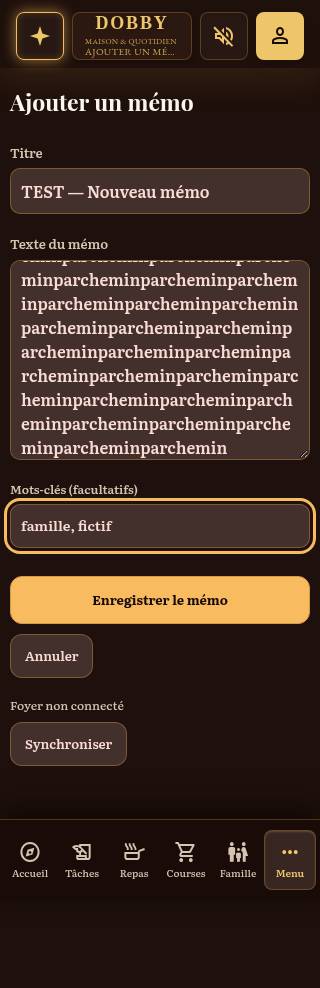 DOBBY
MAISON & QUOTIDIEN
AJOUTER UN MÉ…
Ajouter un mémo
Titre
TEST — Nouveau mémo
Texte du mémo
minparcheminparcheminparchem
inparcheminparcheminparchemin
parcheminparcheminparcheminp
archeminparcheminparcheminpa
rcheminparcheminparcheminparc
heminparcheminparcheminparch
eminparcheminparcheminparche
minparcheminparchemin
Mots-clés (facultatifs)
famille, fictif
Enregistrer le mémo
Annuler
Foyer non connecté
Synchroniser
Accueil
Tâches
Repas
Courses
Famille
Menu